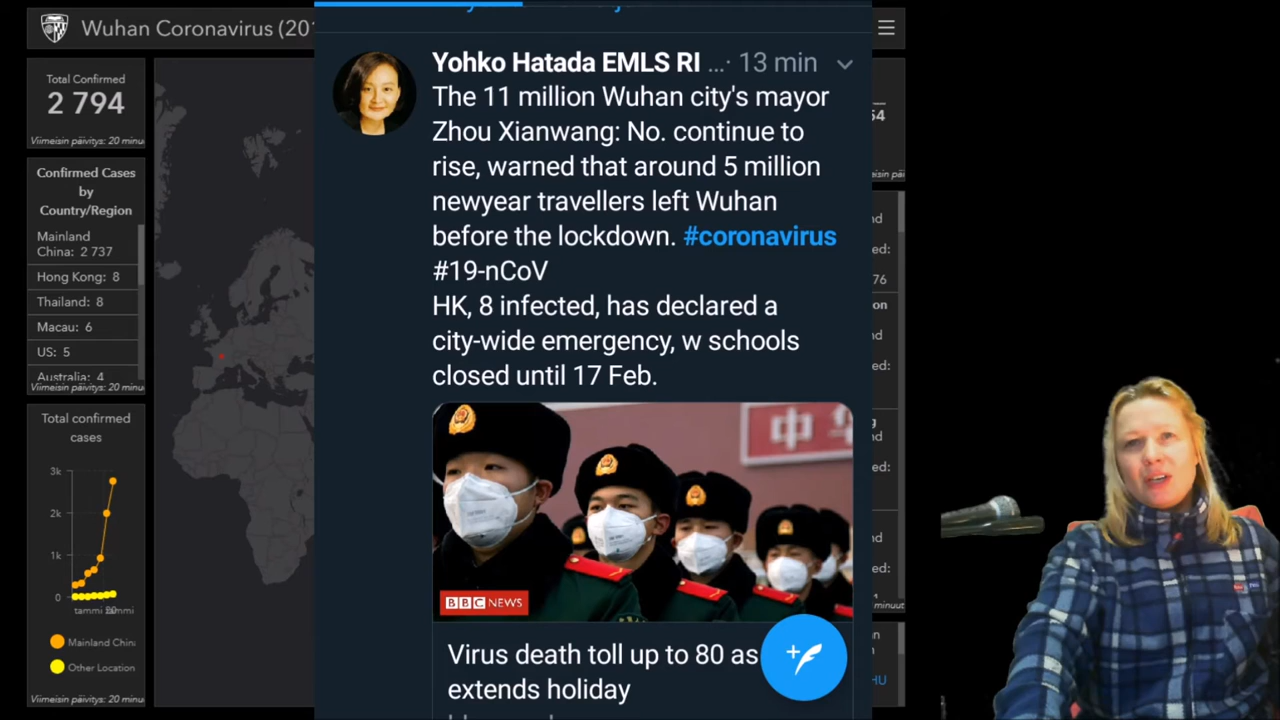 Wuhan Coronavirus (201
Total Confirmed
2 794
Viimeisin päivitys: 20 minu
Confirmed Cases
by
Country/Region
Mainland
China: 2 737
Hong Kong: 8
Thailand: 8
Macau: 6
US: 5
Australia: 4
Viimeisin päivitys: 20 minu
Total confirmed
cases
3k
2k
1k
0
Mainland Chin
Other Location
Viimeisin päivitys: 20 minu
Yohko Hatada EMLS RI ...· 13 min
The 11 million Wuhan city's mayor
Zhou Xianwang: No. continue to
rise, warned that around 5 million
newyear travellers left Wuhan
before the lockdown. #coronavirus
#19-nCoV
HK, 8 infected, has declared a
city-wide emergency, w schools
closed until 17 Feb.
中
BBC NEWS
Virus death toll up to 80 as
extends holiday
54
76
minuut
HU